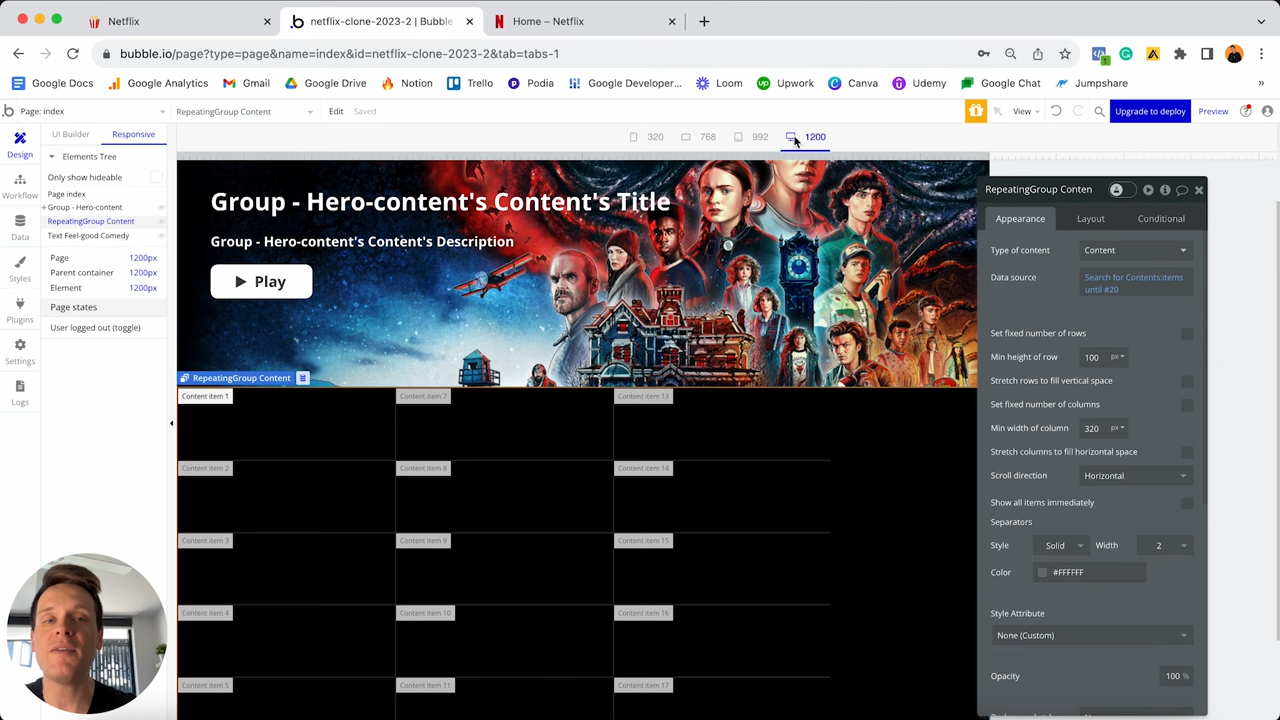 Netflix
netflix-clone-2023-2 | Bubble
Home – Netflix
bubble.io/page?type=page&name=index&id=netflix-clone-2023-2&tab=tabs-1
Google Docs
Google Analytics
Gmail
Google Drive
Notion
Trello
Podia
Google Developer...
Loom
Upwork
Canva
Udemy
Google Chat
Jumpshare
Page: index
RepeatingGroup Content
Edit
Saved
View
Upgrade to deploy
Preview
Design
Workflow
Data
Styles
Plugins
Settings
Logs
UI Builder
Responsive
Elements Tree
Only show hideable
Page index
Group - Hero-content
RepeatingGroup Content
Text Feel-good Comedy
Page 1200px
Parent container 1200px
Element 1200px
Page states
User logged out (toggle)
320
768
992
1200
Group - Hero-content's Content's Title
Group - Hero-content's Content's Description
Play
RepeatingGroup Content
Content item 1
Content item 7
Content item 13
Content item 2
Content item 8
Content item 14
Content item 3
Content item 9
Content item 15
Content item 4
Content item 10
Content item 16
Content item 5
Content item 11
Content item 17
RepeatingGroup Conten
Appearance
Layout
Conditional
Type of content
Content
Data source
Search for Contents:items
until #20
Set fixed number of rows
Min height of row
100 px
Stretch rows to fill vertical space
Set fixed number of columns
Min width of column
320 px
Stretch columns to fill horizontal space
Scroll direction
Horizontal
Show all items immediately
Separators
Style
Solid
Width
2
Color
#FFFFFF
Style Attribute
None (Custom)
Opacity
100 %